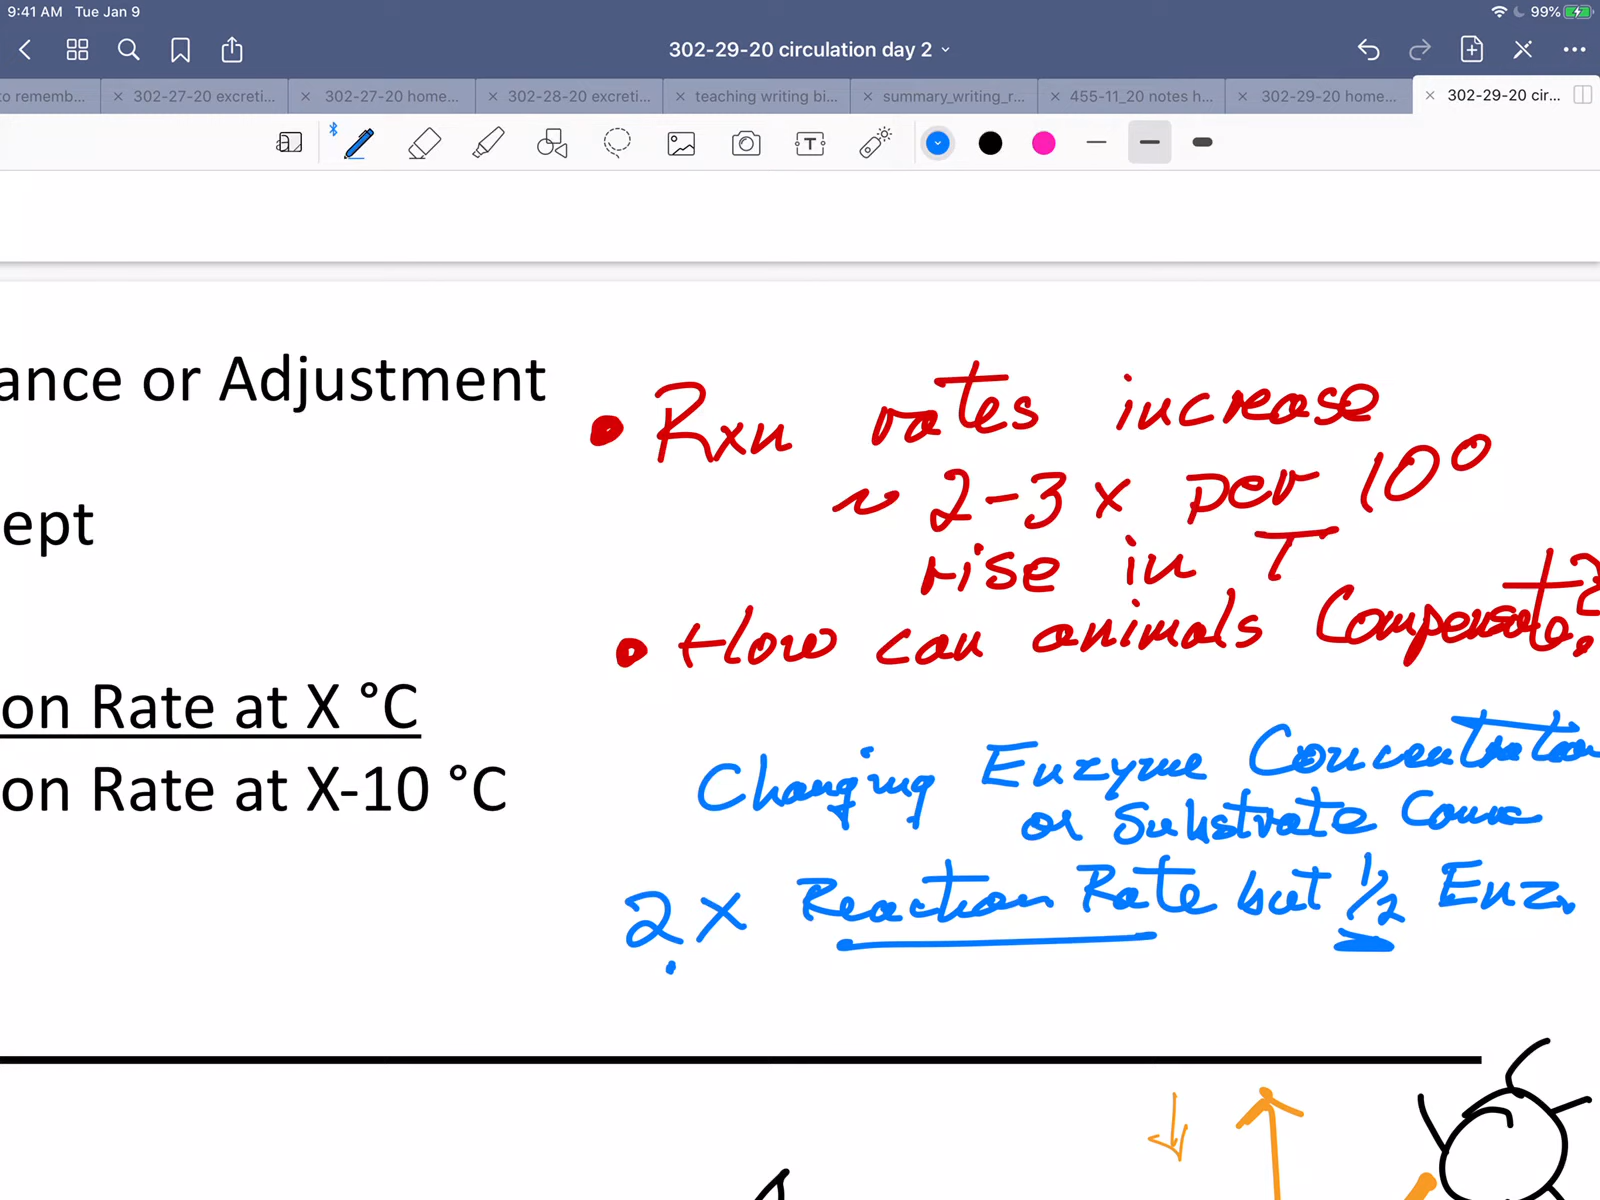 9:41 AM Tue Jan 9
99%
302-29-20 circulation day 2
to rememb...
302-27-20 excreti...
302-27-20 home...
302-28-20 excreti...
teaching writing bi...
summary_writing_r...
455-11_20 notes h...
302-29-20 home...
302-29-20 cir...
ance or Adjustment
ept
on Rate at X °C
on Rate at X-10 °C
• Rxn rates increase
~ 2-3 x per 10°
rise in T
• How can animals Compensate?
Changing Enzyme Concentration
or Substrate Conc
2 X Reaction Rate but 1/2 Enz.